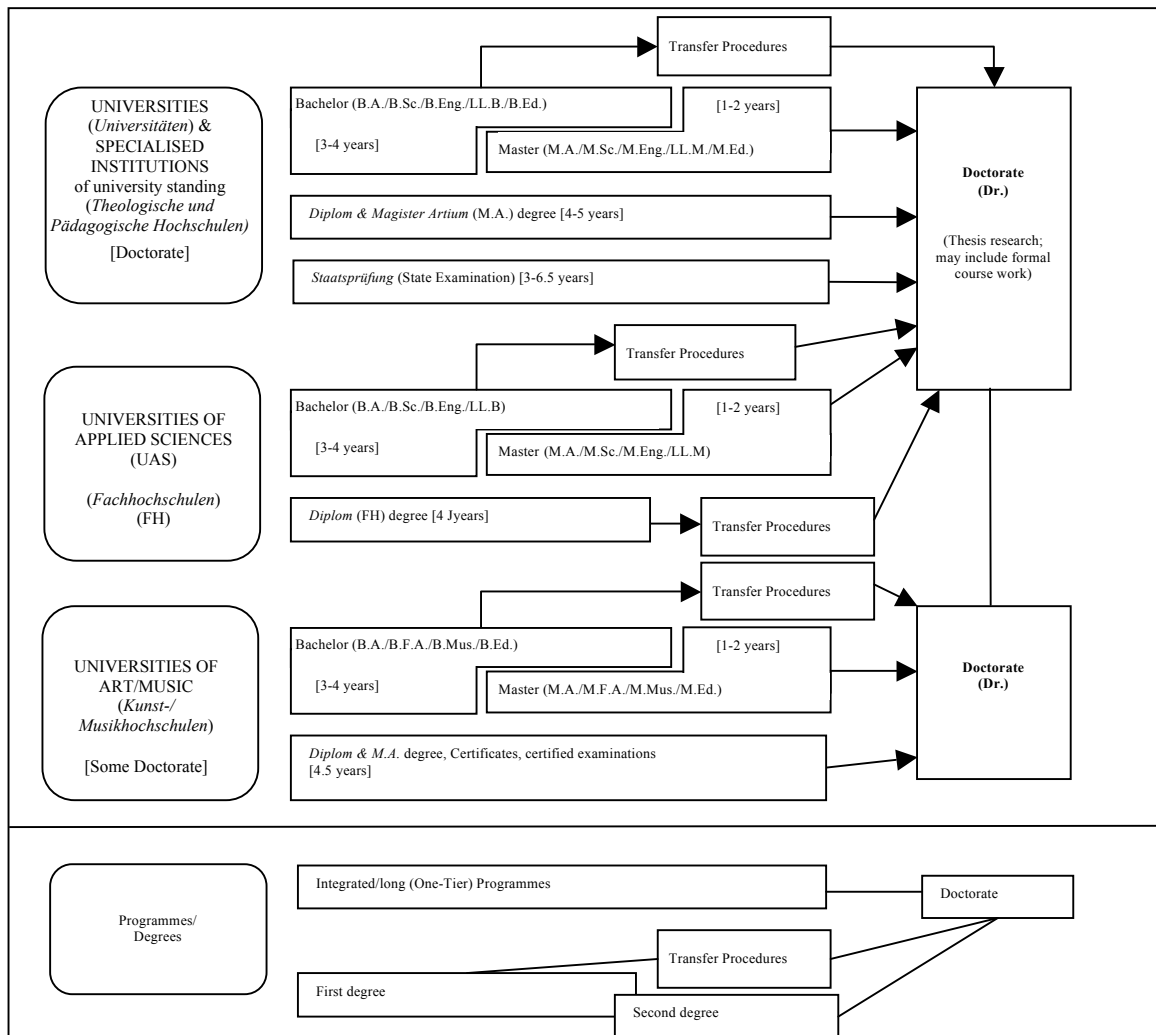 Transfer Procedures
UNIVERSITIES
(Universitäten) &
SPECIALISED
INSTITUTIONS
of university standing
(Theologische und
Pädagogische Hochschulen)
[Doctorate]
Bachelor (B.A./B.Sc./B.Eng./LL.B./B.Ed.)
[3-4 years]
[1-2 years]
Master (M.A./M.Sc./M.Eng./LL.M./M.Ed.)
Diplom & Magister Artium (M.A.) degree [4-5 years]
Staatsprüfung (State Examination) [3-6.5 years]
Doctorate
(Dr.)
(Thesis research;
may include formal
course work)
Transfer Procedures
UNIVERSITIES OF
APPLIED SCIENCES
(UAS)
(Fachhochschulen)
(FH)
Bachelor (B.A./B.Sc./B.Eng./LL.B)
[3-4 years]
[1-2 years]
Master (M.A./M.Sc./M.Eng./LL.M)
Diplom (FH) degree [4 Jyears]
Transfer Procedures
Transfer Procedures
UNIVERSITIES OF
ART/MUSIC
(Kunst-/
Musikhochschulen)
[Some Doctorate]
Bachelor (B.A./B.F.A./B.Mus./B.Ed.)
[3-4 years]
[1-2 years]
Master (M.A./M.F.A./M.Mus./M.Ed.)
Diplom & M.A. degree, Certificates, certified examinations
[4.5 years]
Doctorate
(Dr.)
Programmes/
Degrees
Integrated/long (One-Tier) Programmes
Doctorate
Transfer Procedures
First degree
Second degree